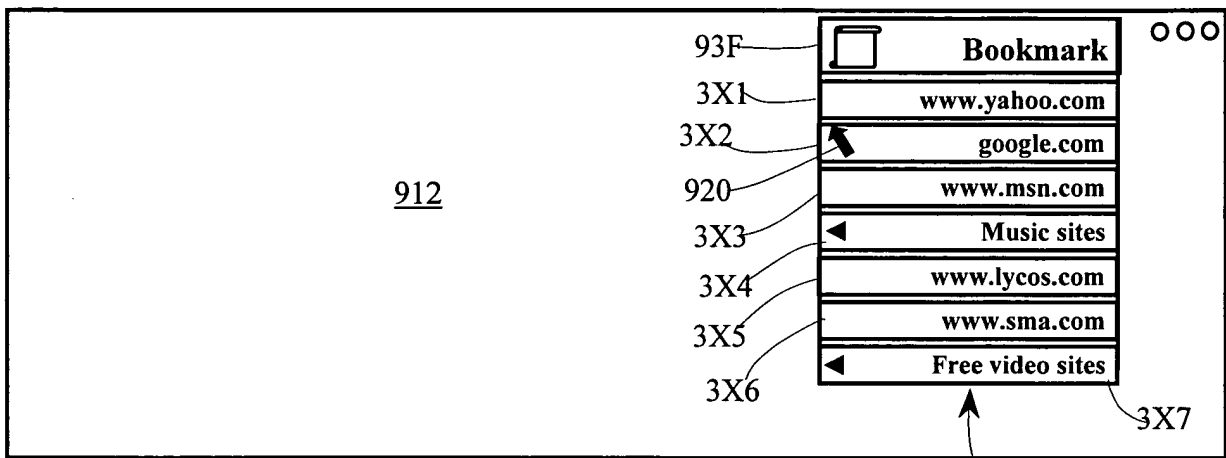 93F Bookmark
3X1 www.yahoo.com
3X2 google.com
920
912 www.msn.com
3X3
Music sites
3X4 www.lycos.com
3X5 www.sma.com
3X6 Free video sites
3X7